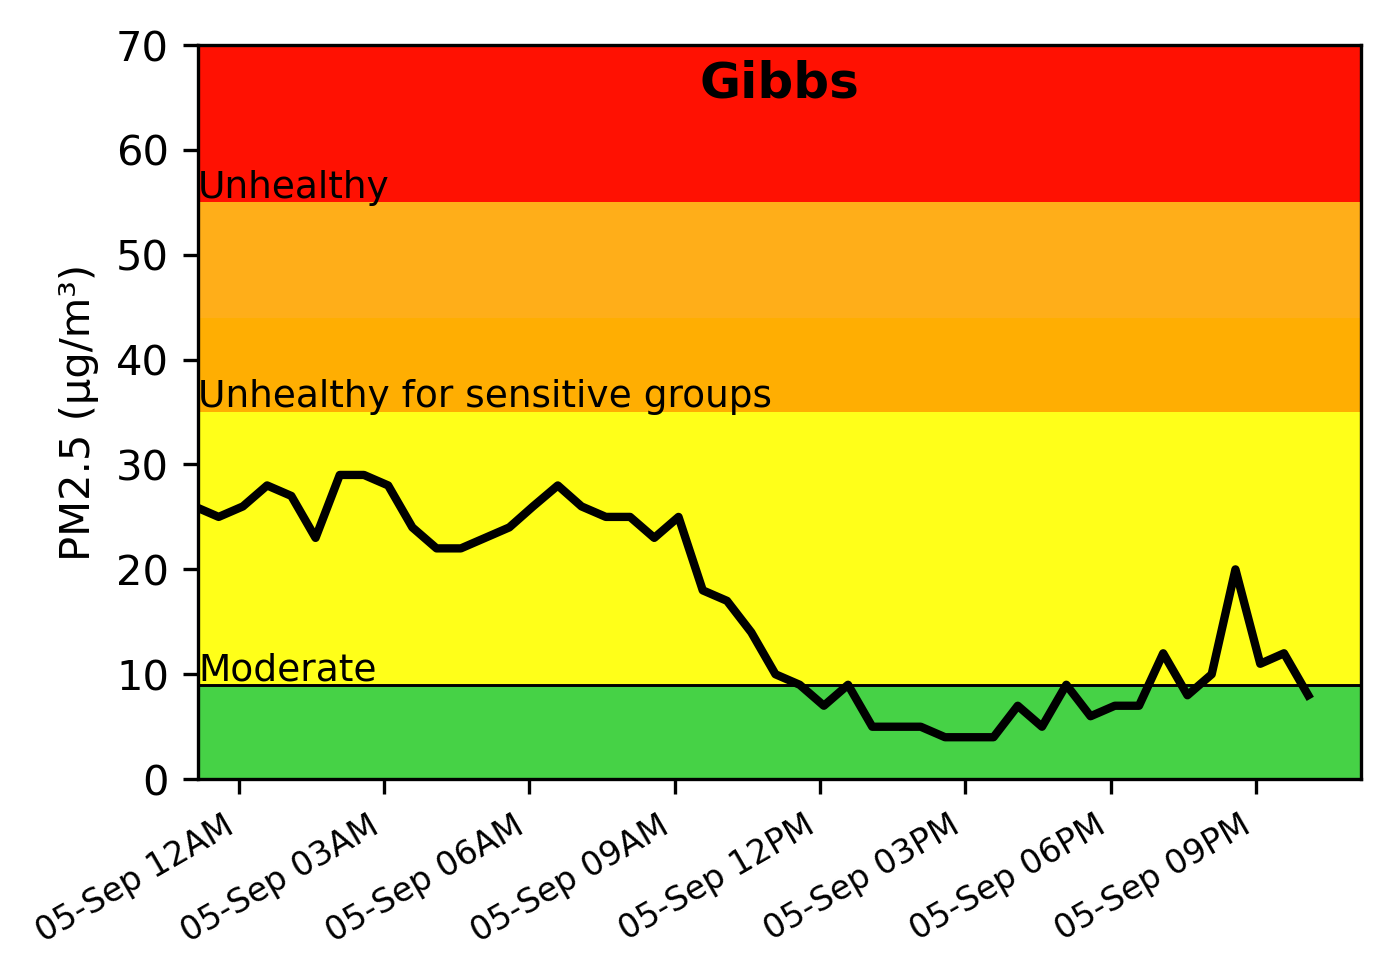 Gibbs
70
60
50
40
30
20
10
0
PM2.5 (µg/m³)
Unhealthy
Unhealthy for sensitive groups
Moderate
05-Sep 12AM
05-Sep 03AM
05-Sep 06AM
05-Sep 09AM
05-Sep 12PM
05-Sep 03PM
05-Sep 06PM
05-Sep 09PM